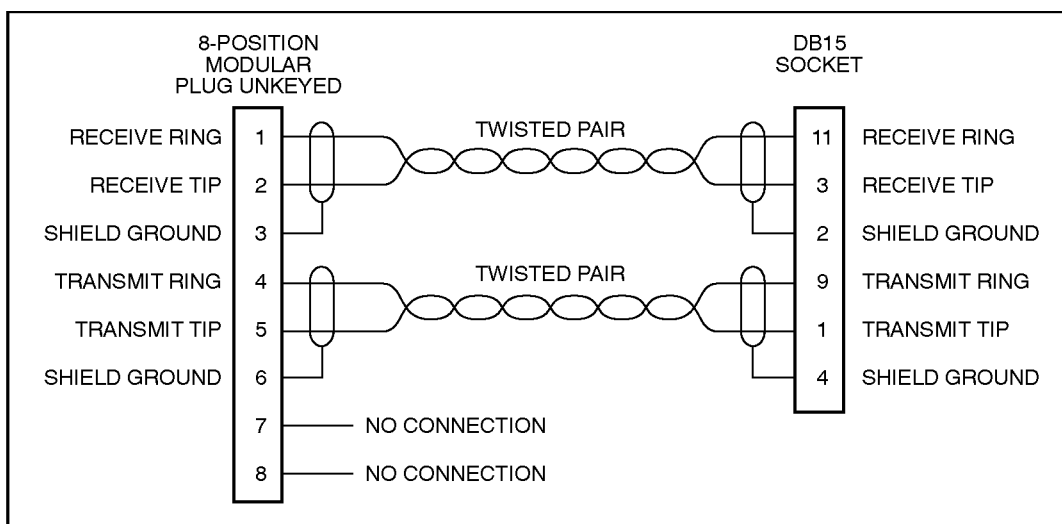 8-POSITION
MODULAR
PLUG UNKEYED
DB15
SOCKET
RECEIVE RING 1 TWISTED PAIR 11 RECEIVE RING
RECEIVE TIP 2 3 RECEIVE TIP
SHIELD GROUND 3 2 SHIELD GROUND
TRANSMIT RING 4 TWISTED PAIR 9 TRANSMIT RING
TRANSMIT TIP 5 1 TRANSMIT TIP
SHIELD GROUND 6 4 SHIELD GROUND
7 NO CONNECTION
8 NO CONNECTION